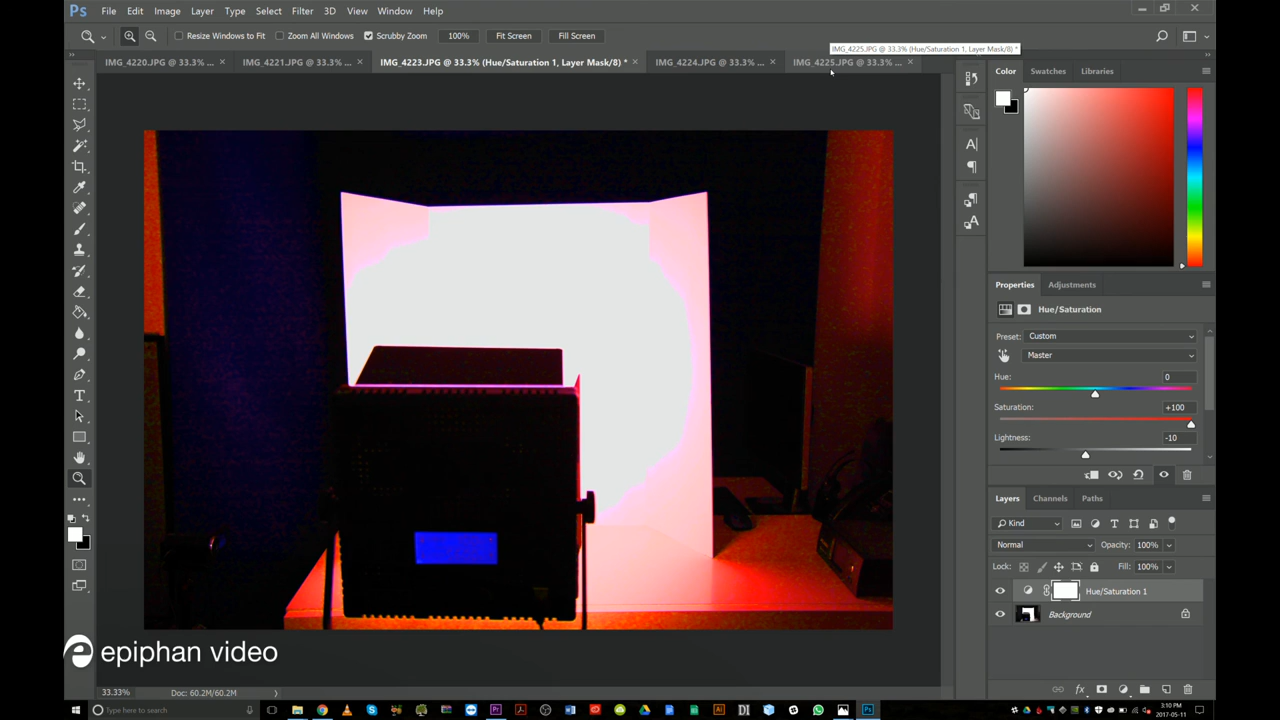 Ps File Edit Image Layer Type Select Filter 3D View Window Help
Resize Windows to Fit Zoom All Windows Scrubby Zoom 100% Fit Screen Fill Screen
IMG_4225.JPG @ 33.3% (Hue/Saturation 1, Layer Mask/8) *
IMG_4220.JPG @ 33.3% ... × IMG_4221.JPG @ 33.3% ... × IMG_4223.JPG @ 33.3% (Hue/Saturation 1, Layer Mask/8) * × IMG_4224.JPG @ 33.3% ... × IMG_4225.JPG @ 33.3% ... ×
Color Swatches Libraries
Properties Adjustments
Hue/Saturation
Preset: Custom
Master
Hue: 0
Saturation: +100
Lightness: -10
Layers Channels Paths
Kind
Normal Opacity: 100%
Lock: Fill: 100%
Hue/Saturation 1
Background
epiphan video
33.33% Doc: 60.2M/60.2M
Type here to search
3:10 PM
2017-05-11